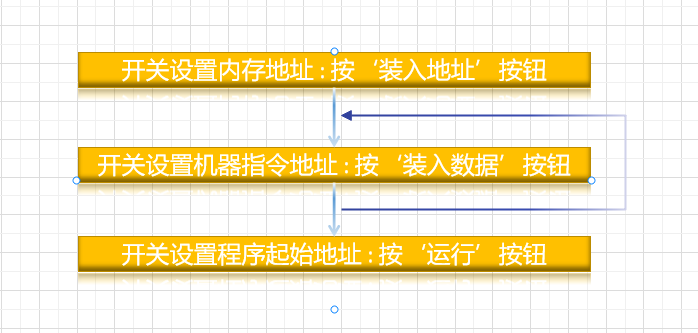 开关设置内存地址:按‘装入地址’按钮
开关设置机器指令地址:按‘装入数据’按钮
开关设置程序起始地址:按‘运行’按钮